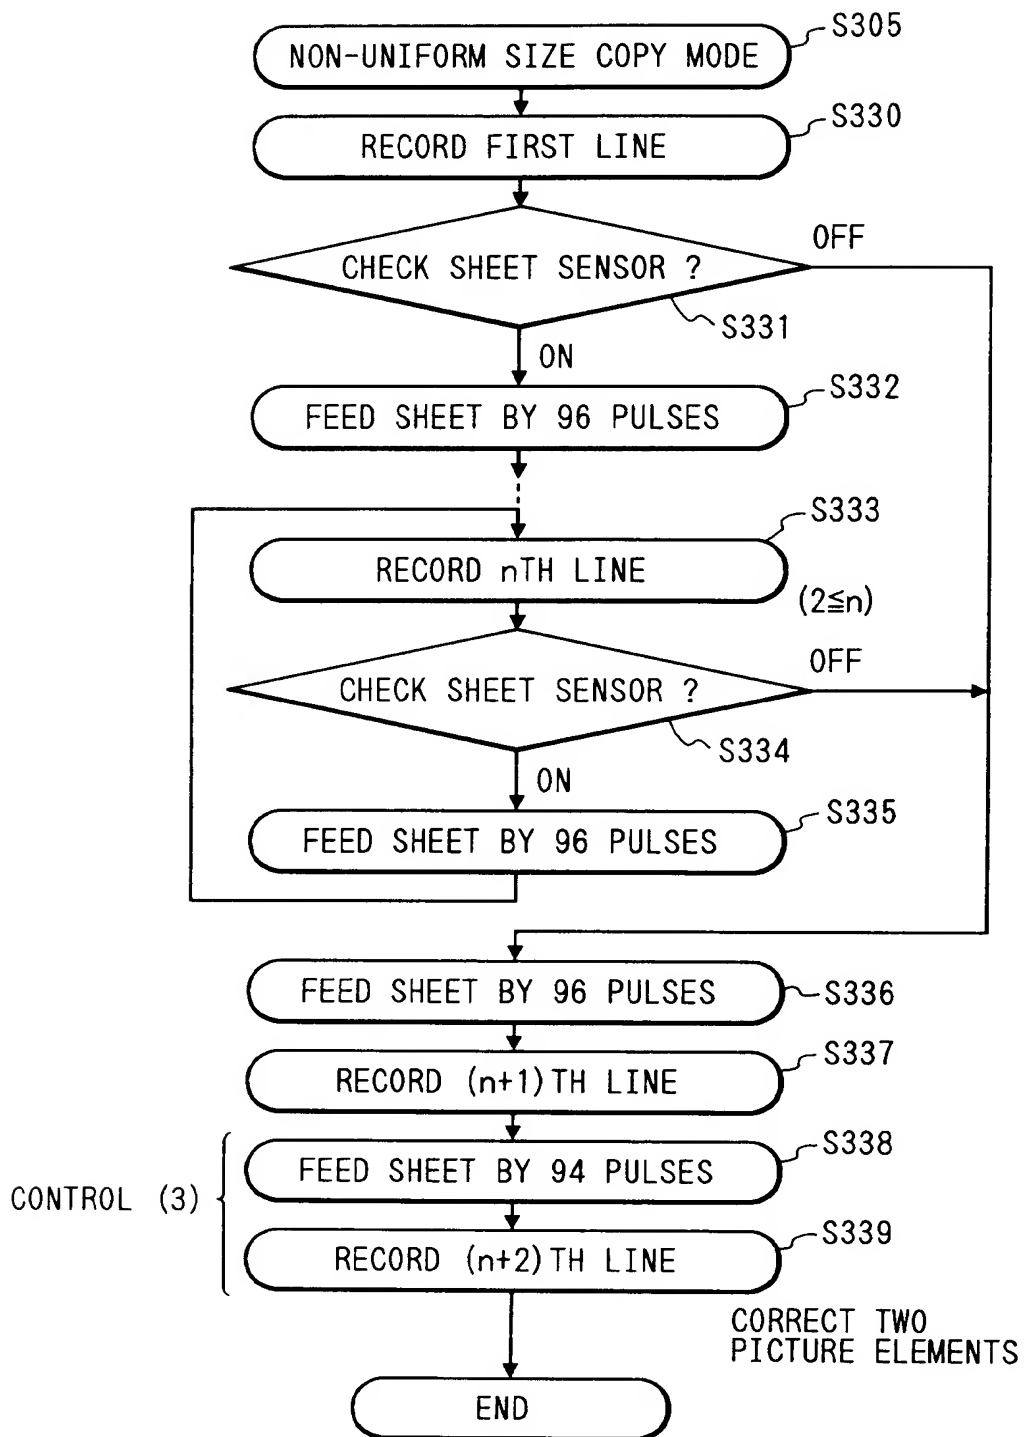 NON-UNIFORM SIZE COPY MODE
S305
RECORD FIRST LINE
S330
CHECK SHEET SENSOR ?
OFF
S331
ON
FEED SHEET BY 96 PULSES
S332
RECORD nTH LINE
S333
(2≦n)
CHECK SHEET SENSOR ?
OFF
S334
ON
FEED SHEET BY 96 PULSES
S335
FEED SHEET BY 96 PULSES
S336
RECORD (n+1)TH LINE
S337
CONTROL (3)
FEED SHEET BY 94 PULSES
S338
RECORD (n+2)TH LINE
S339
CORRECT TWO
PICTURE ELEMENTS
END